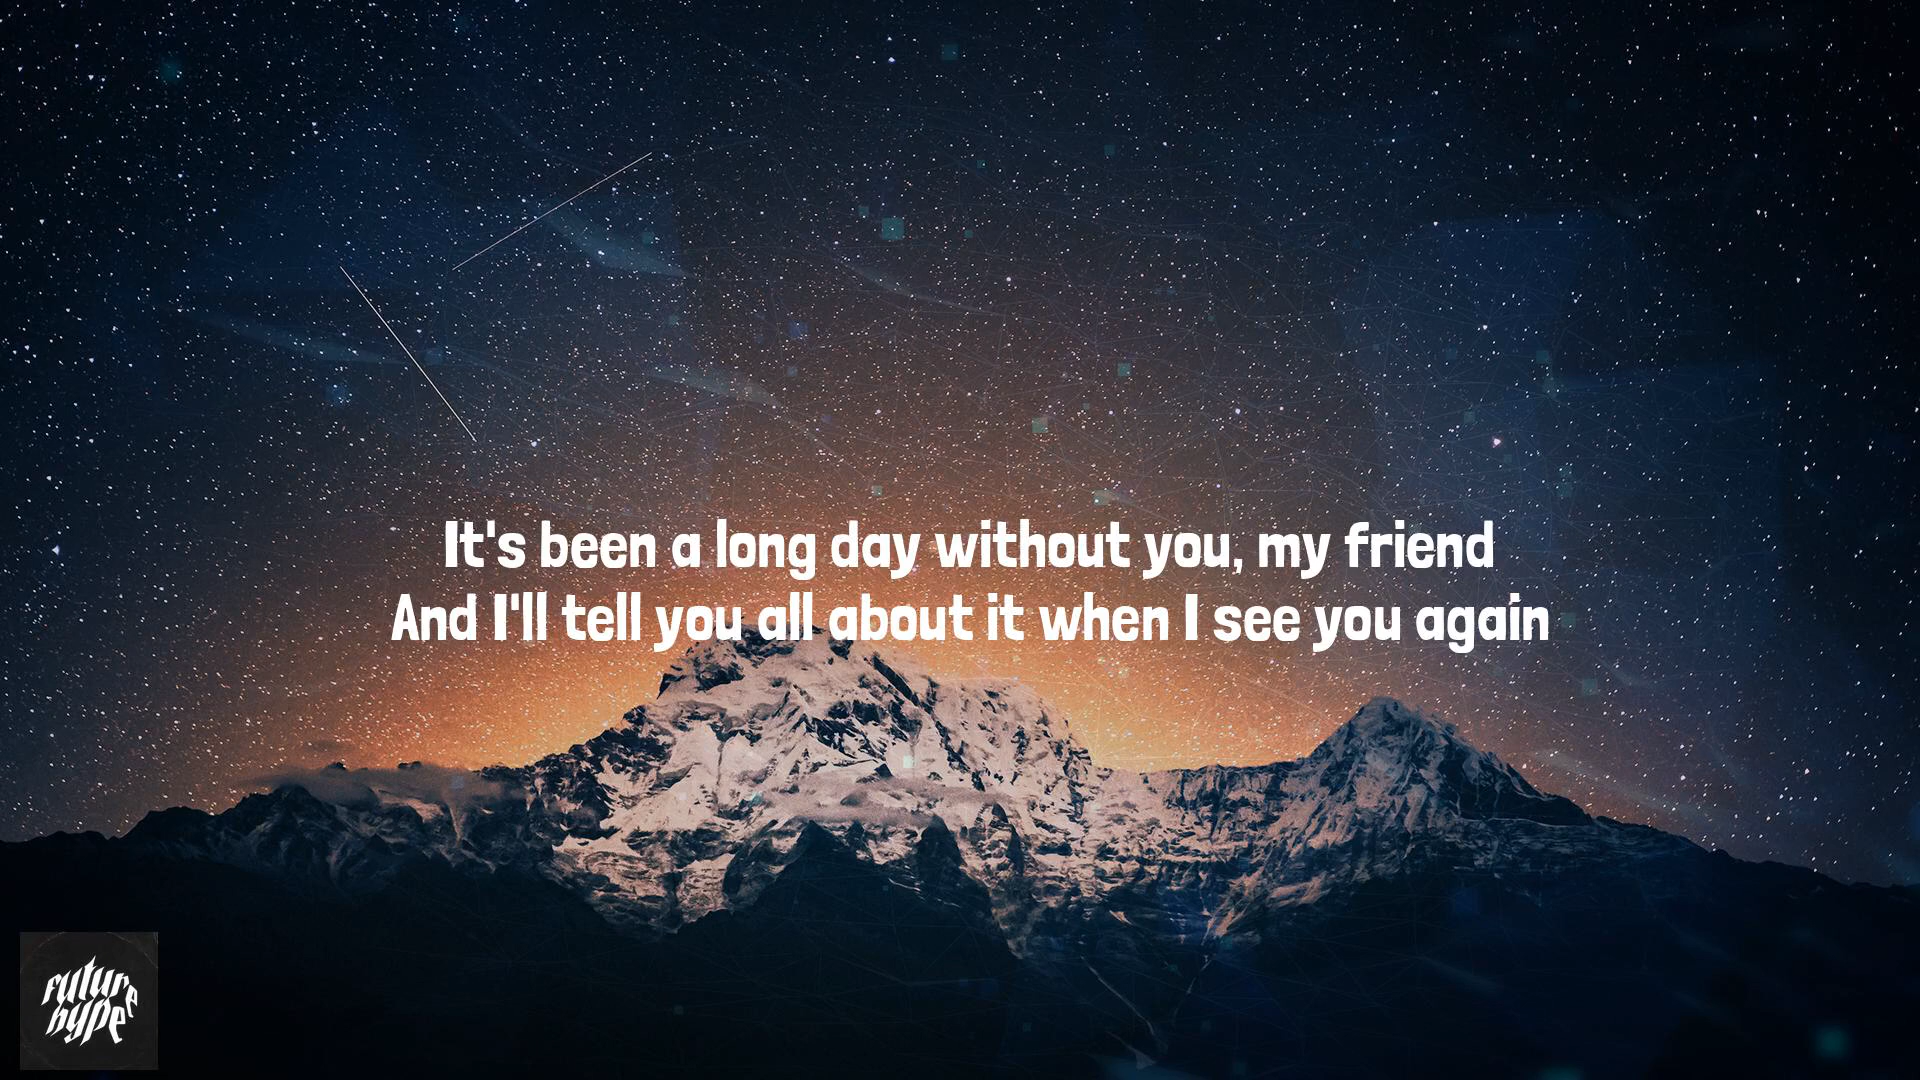 It's been a long day without you, my friend
And I'll tell you all about it when I see you again
future
hype